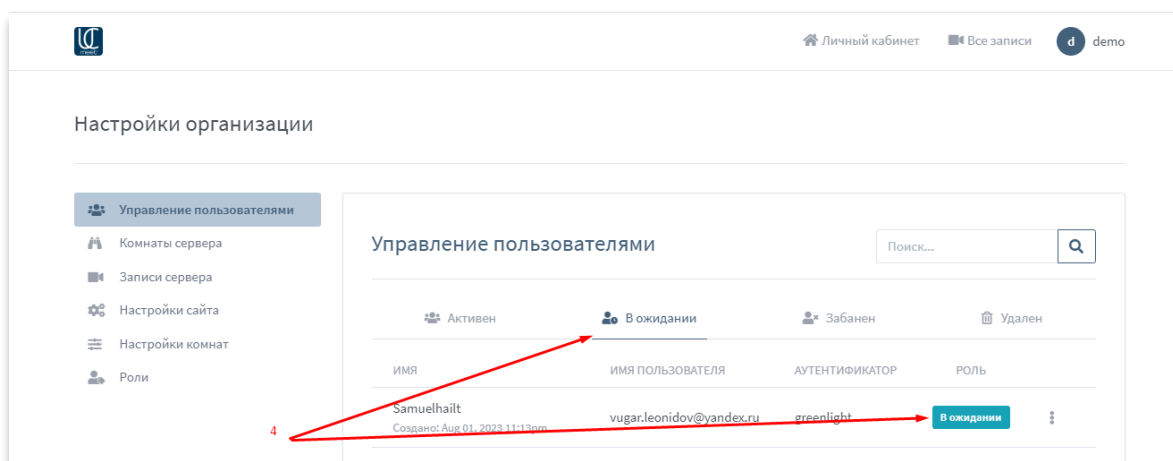 UC
meet
Личный кабинет Все записи d demo
Настройки организации
Управление пользователями
Комнаты сервера
Записи сервера
Настройки сайта
Настройки комнат
Роли
Управление пользователями
Поиск...
Активен В ожидании Забанен Удален
ИМЯ ИМЯ ПОЛЬЗОВАТЕЛЯ АУТЕНТИФИКАТОР РОЛЬ
Samuelhailt vugar.leonidov@yandex.ru greenlight В ожидании
Создано: Aug 01, 2023 11:13pm
4